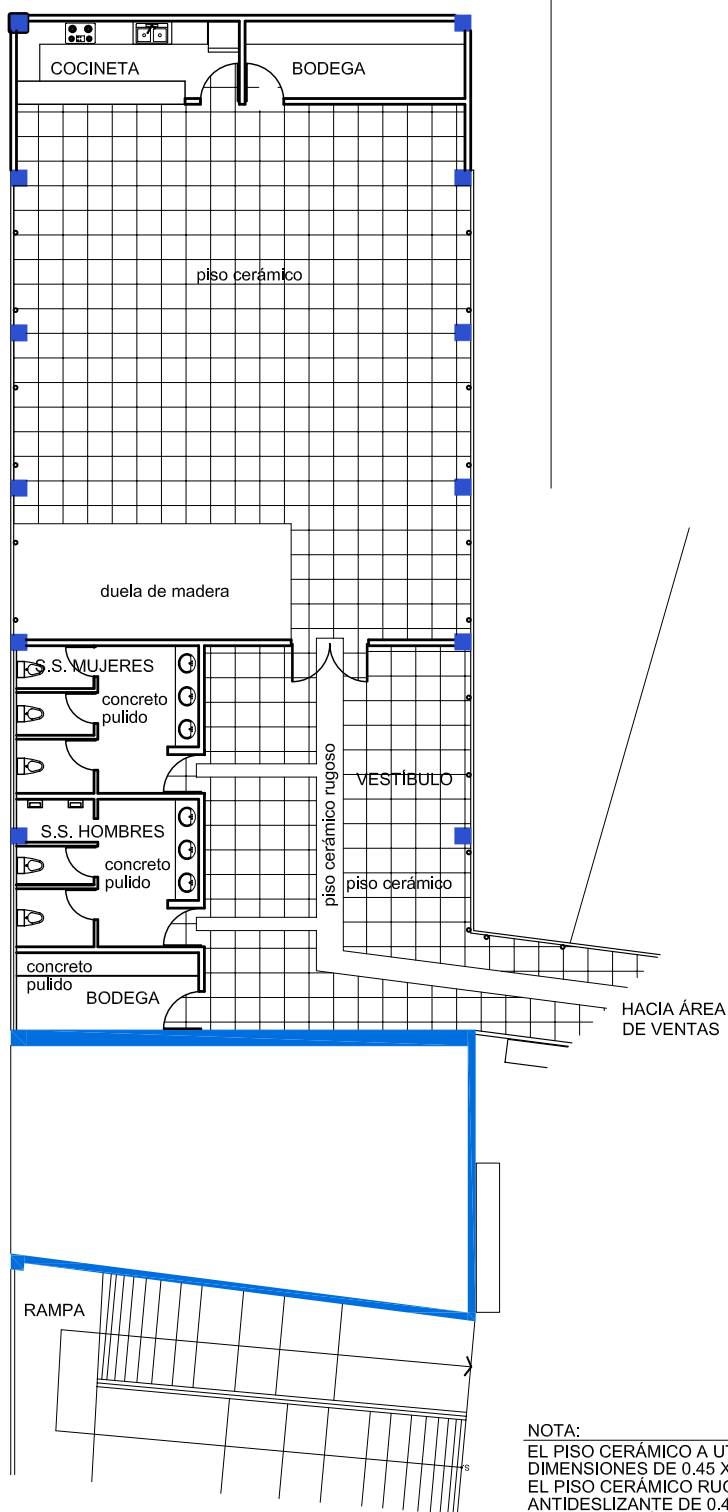 COCINETA
BODEGA
piso cerámico
duela de madera
S.S. MUJERES
concreto
pulido
piso cerámico rugoso
VESTÍBULO
S.S. HOMBRES
concreto
pulido
piso cerámico
concreto
pulido
BODEGA
HACIA ÁREA
DE VENTAS
RAMPA
NOTA:
EL PISO CERÁMICO A
DIMENSIONES DE 0.45 X
EL PISO CERÁMICO
ANTIDESLIZANTE DE